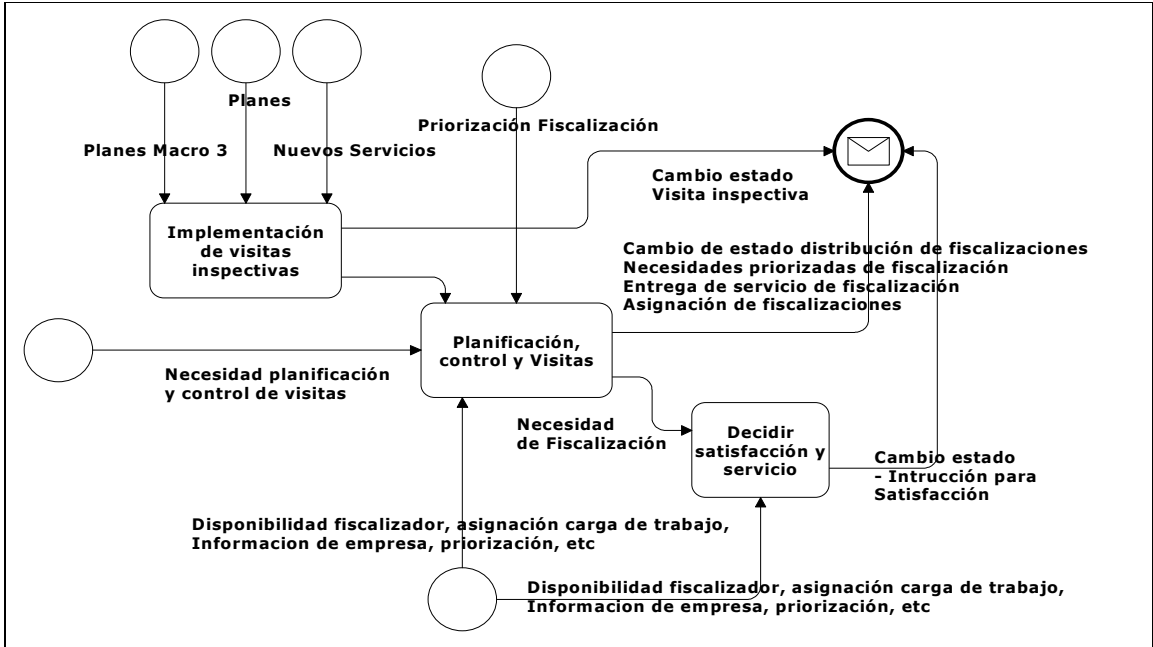 Planes
Priorización Fiscalización
Planes Macro 3
Nuevos Servicios
Cambio estado
Visita inspectiva
Implementación
de visitas
inspectivas
Cambio de estado distribución de fiscalizaciones
Necesidades priorizadas de fiscalización
Entrega de servicio de fiscalización
Asignación de fiscalizaciones
Planificación,
control y Visitas
Necesidad planificación
y control de visitas
Necesidad
de Fiscalización
Decidir
satisfacción y
servicio
Cambio estado
- Intrucción para
Satisfacción
Disponibilidad fiscalizador, asignación carga de trabajo,
Informacion de empresa, priorización, etc
Disponibilidad fiscalizador, asignación carga de trabajo,
Informacion de empresa, priorización, etc